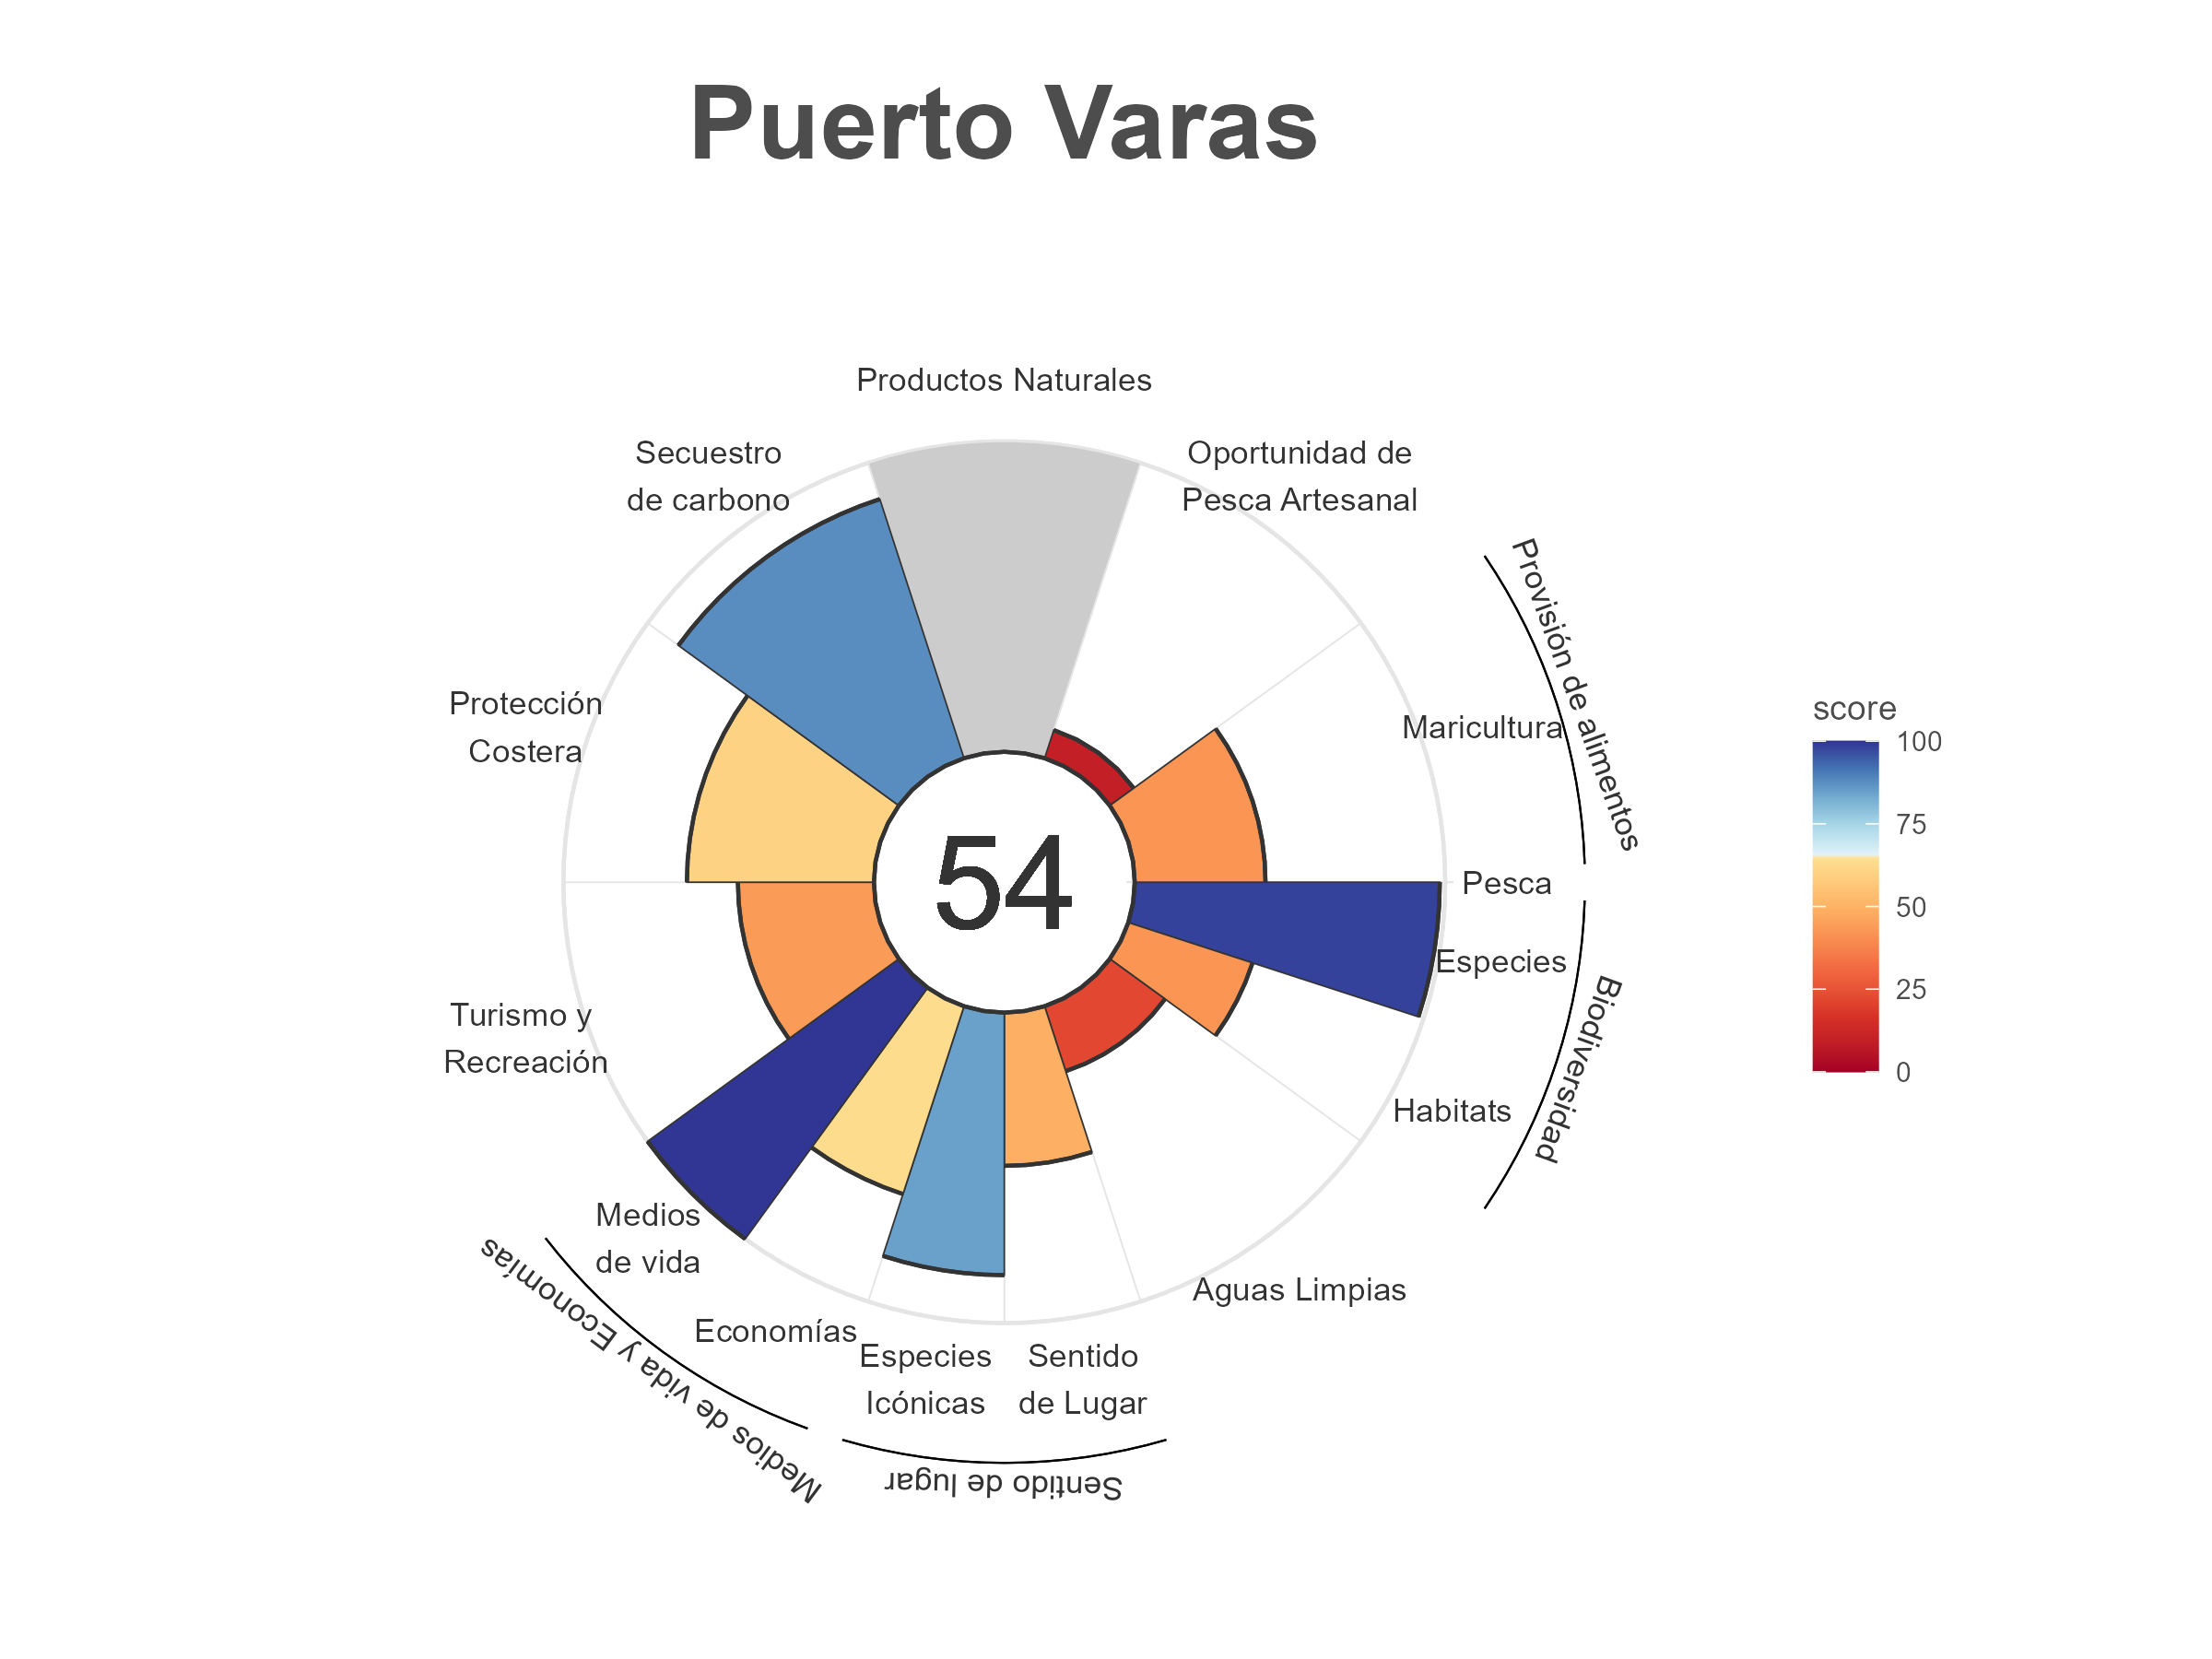 Puerto Varas
Productos Naturales
Secuestro
de carbono
Oportunidad de
Pesca Artesanal
Provisión de alimentos
Protección
Costera
Maricultura
score
100
75
50
25
0
54
Pesca
Especies
Biodiversidad
Turismo y
Recreación
Habitats
Medios
de vida
Medios de vida y Economías
Aguas Limpias
Economías
Especies
Icónicas
Sentido
de Lugar
Sentido de lugar